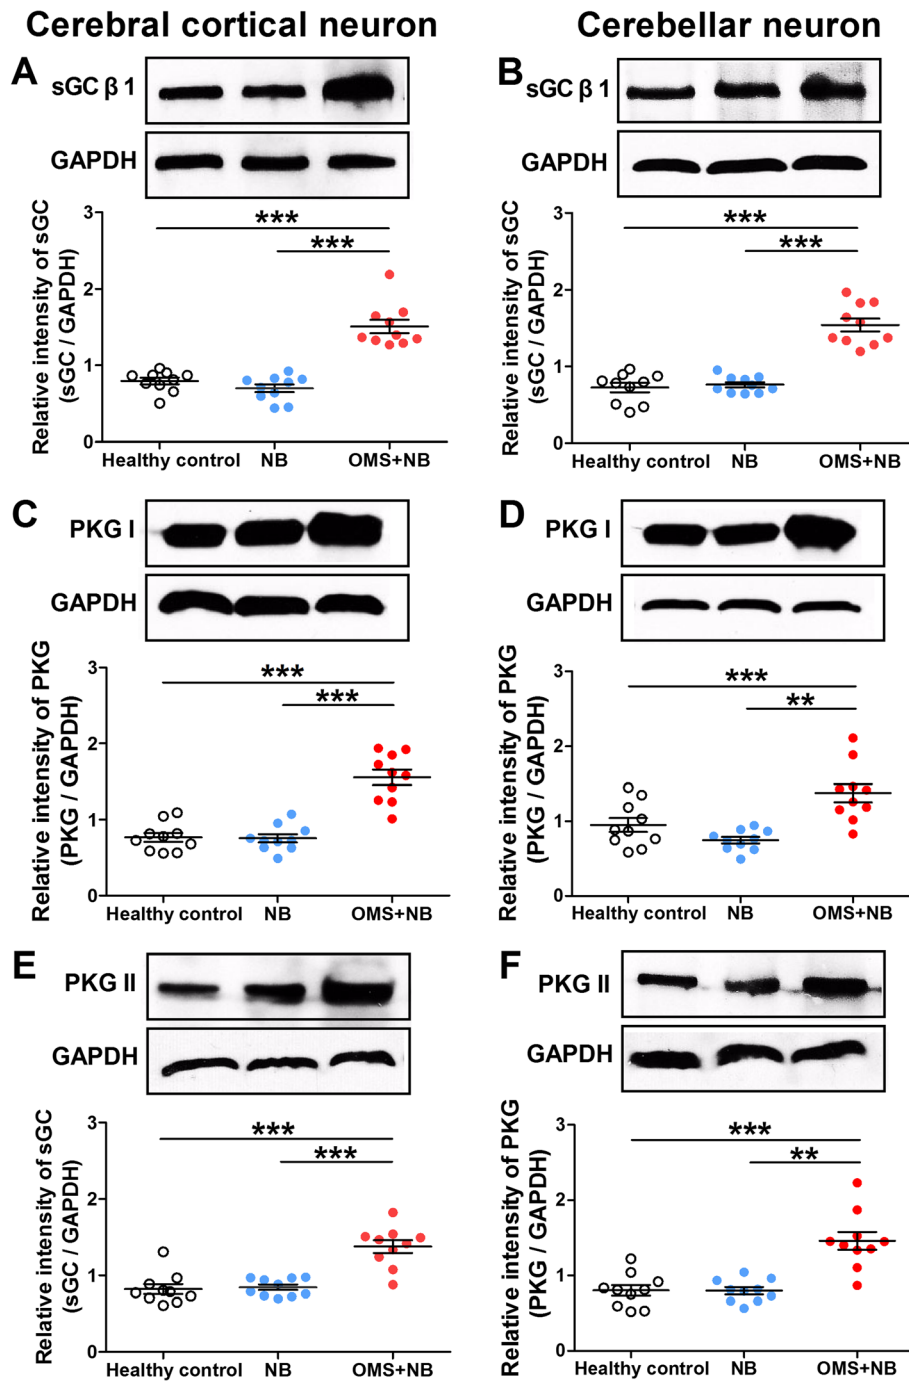 Cerebral cortical neuron
Cerebellar neuron
A
sGC β 1
GAPDH
Relative intensity of sGC
(sGC / GAPDH)
3
2
1
0
***
***
Healthy control
NB
OMS+NB
B
sGC β 1
GAPDH
Relative intensity of sGC
(sGC / GAPDH)
3
2
1
0
***
***
Healthy control
NB
OMS+NB
C
PKG I
GAPDH
Relative intensity of PKG
(PKG / GAPDH)
3
2
1
0
***
***
Healthy control
NB
OMS+NB
D
PKG I
GAPDH
Relative intensity of PKG
(PKG / GAPDH)
3
2
1
0
***
**
Healthy control
NB
OMS+NB
E
PKG II
GAPDH
Relative intensity of sGC
(sGC / GAPDH)
3
2
1
0
***
***
Healthy control
NB
OMS+NB
F
PKG II
GAPDH
Relative intensity of PKG
(PKG / GAPDH)
3
2
1
0
***
**
Healthy control
NB
OMS+NB